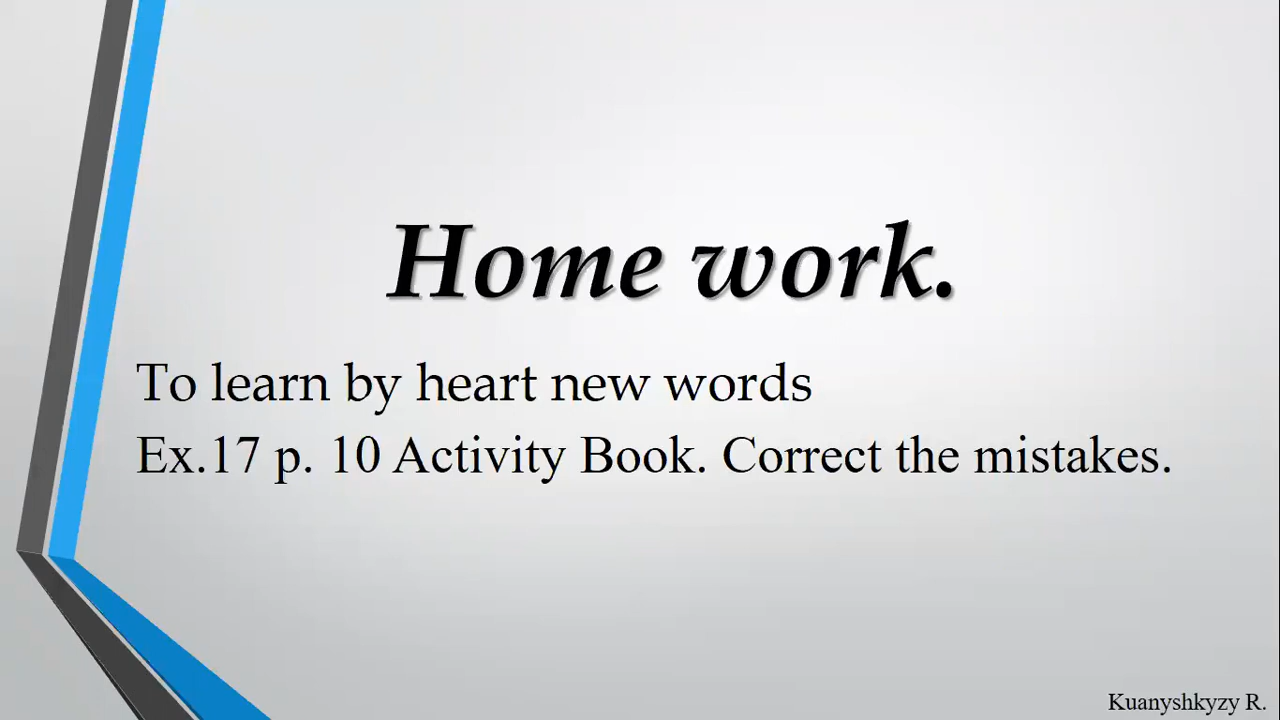 Home work.
To learn by heart new words
Ex.17 p. 10 Activity Book. Correct the mistakes.
Kuanyshkyzy R.